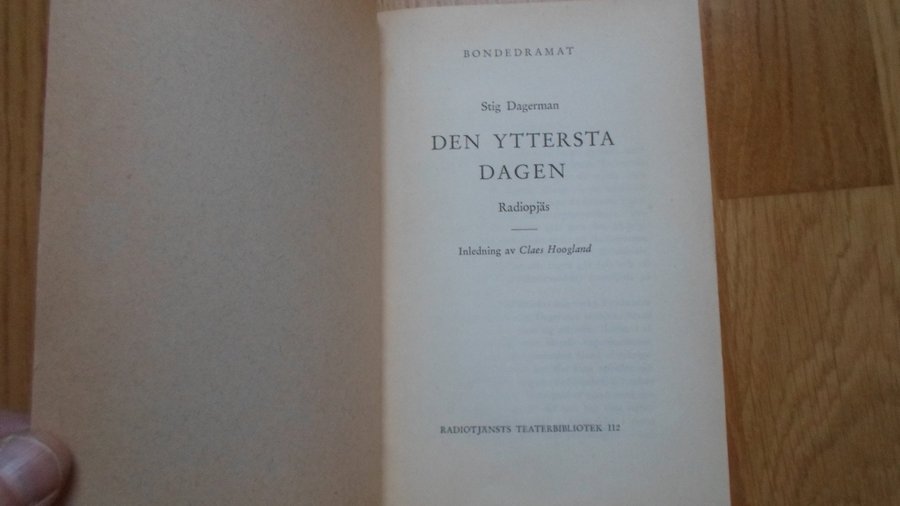 BONDEDRAMAT
Stig Dagerman
DEN YTTERSTA
DAGEN
Radiopjäs
Inledning av Claes Hoogland
RADIOTJÄNSTS TEATERBIBLIOTEK 112